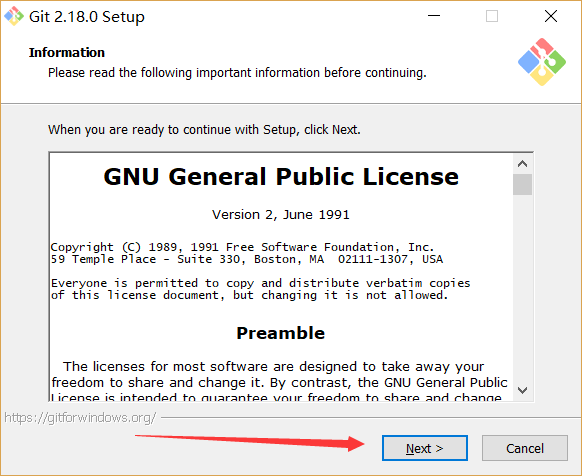 Git 2.18.0 Setup
Information
Please read the following important information before continuing.
When you are ready to continue with Setup, click Next.
GNU General Public License
Version 2, June 1991
Copyright (C) 1989, 1991 Free Software Foundation, Inc.
59 Temple Place - Suite 330, Boston, MA  02111-1307, USA
Everyone is permitted to copy and distribute verbatim copies
of this license document, but changing it is not allowed.
Preamble
The licenses for most software are designed to take away your
freedom to share and change it. By contrast, the GNU General Public
License is intended to guarantee your freedom to share and change
https://gitforwindows.org/
Next >
Cancel